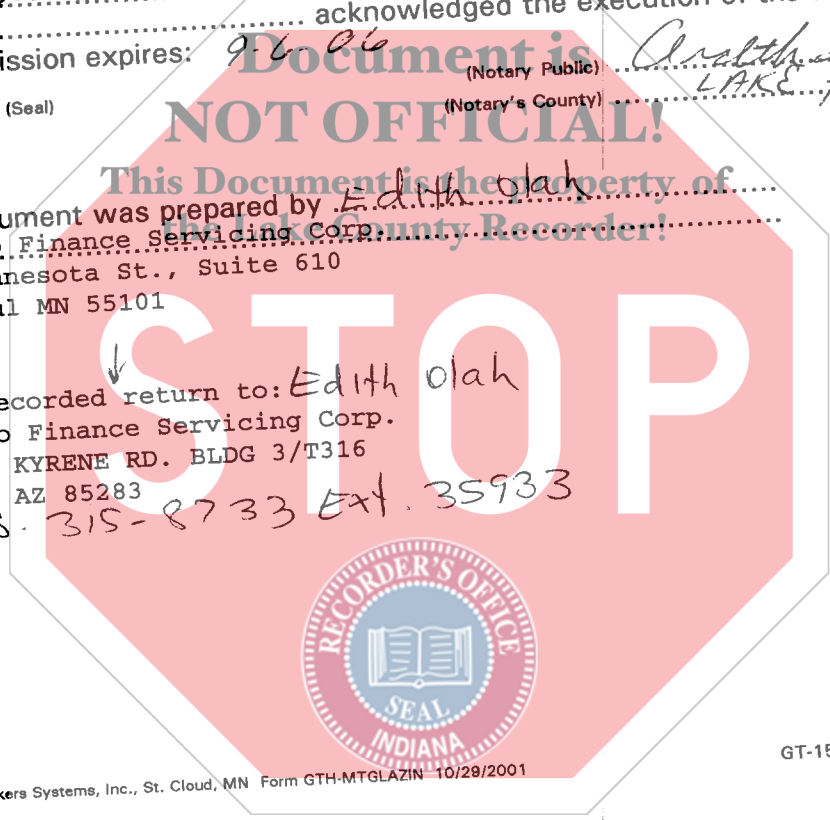 acknowledged the execution of the
ission expires: 9-6-06
Document is
(Notary Public)
(Seal)
(Notary's County) LAKE
NOT OFFICIAL!
This Document is the property of
ument was prepared by Edith Olah
the Lake County Recorder!
o Finance Servicing Corp.
nnesota St., Suite 610
ul MN 55101
STOP
ecorded return to: Edith Olah
o Finance Servicing Corp.
KYRENE RD. BLDG 3/T316
AZ 85283
315-8733 Ext. 35933
RECORDER'S OFFICE
SEAL
INDIANA
GT-15
kers Systems, Inc., St. Cloud, MN Form GTH-MTGLAZIN 10/29/2001